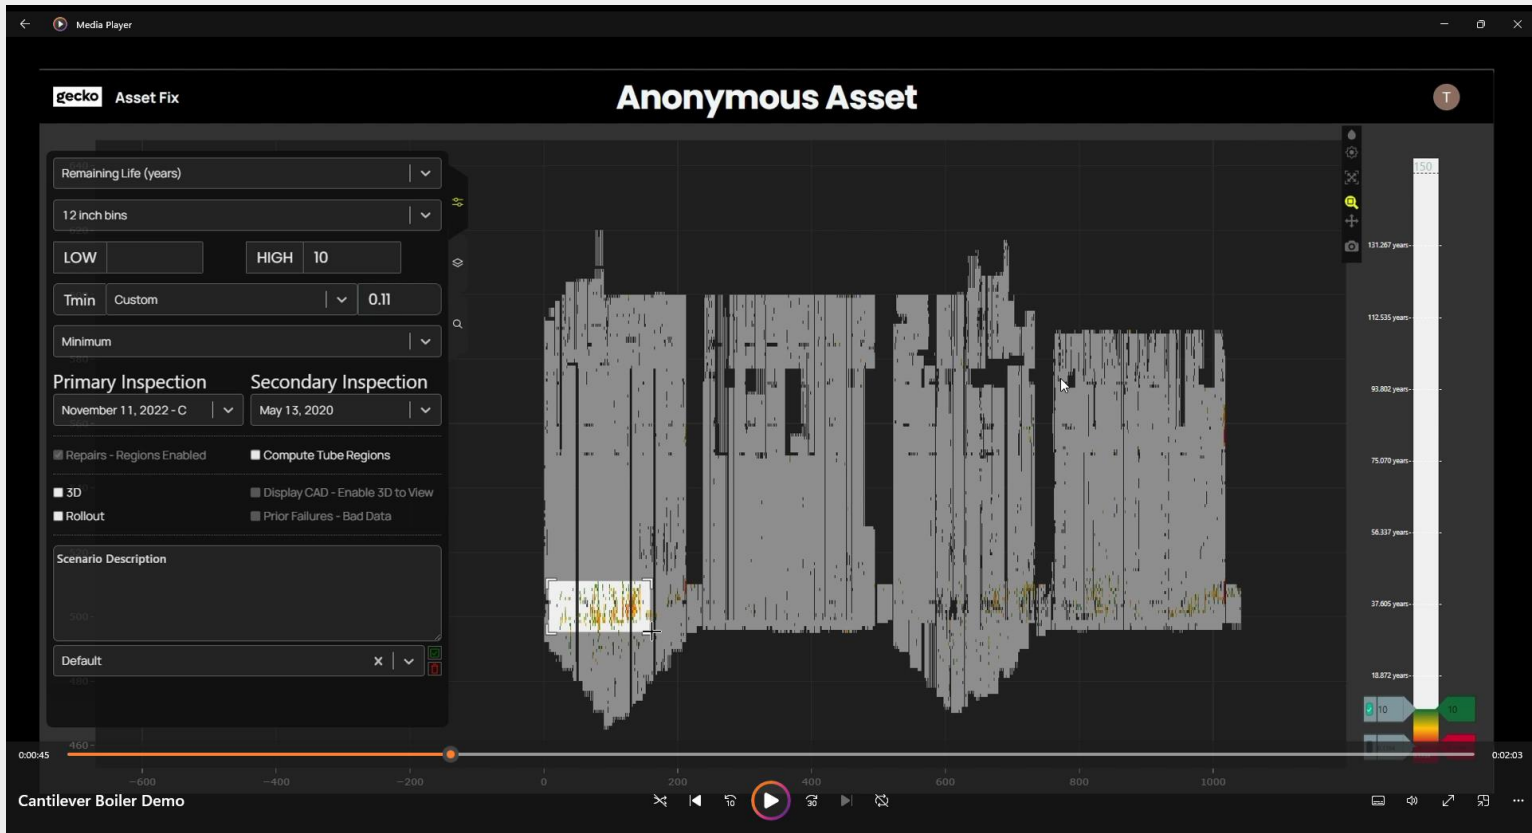 Media Player
gecko Asset Fix
Anonymous Asset
T
Remaining Life (years)
12 inch bins
LOW
HIGH 10
Tmin Custom 0.11
Minimum
Primary Inspection Secondary Inspection
November 11, 2022 - C May 13, 2020
Repairs - Regions Enabled Compute Tube Regions
3D Display CAD - Enable 3D to View
Rollout Prior Failures - Bad Data
Scenario Description
500
Default
460
150
131.267 years
112.535 years
93.802 years
75.070 years
56.337 years
37.605 years
18.872 years
10 10
0:00:45 0:02:03
−600 −400 −200 0 200 400 600 800 1000
Cantilever Boiler Demo
10 30